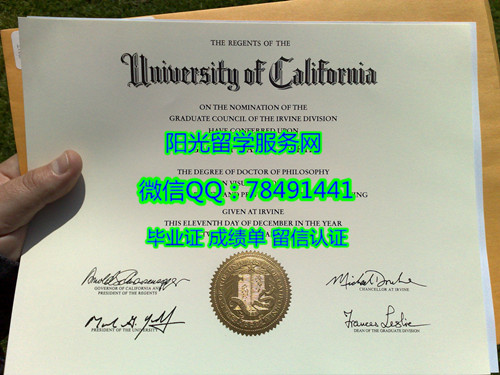 THE REGENTS OF THE
University of California
ON THE NOMINATION OF THE
GRADUATE COUNCIL OF THE IRVINE DIVISION
HAVE CONFERRED UPON
阳光留学服务网
THE DEGREE OF DOCTOR OF PHILOSOPHY
微信QQ：78491441
GIVEN AT IRVINE
THIS ELEVENTH DAY OF DECEMBER IN THE YEAR
毕业证 成绩单 留信认证
GOVERNOR OF CALIFORNIA AND
PRESIDENT OF THE REGENTS
CHANCELLOR AT IRVINE
PRESIDENT OF THE UNIVERSITY
Frances Leslie
DEAN OF THE GRADUATE DIVISION